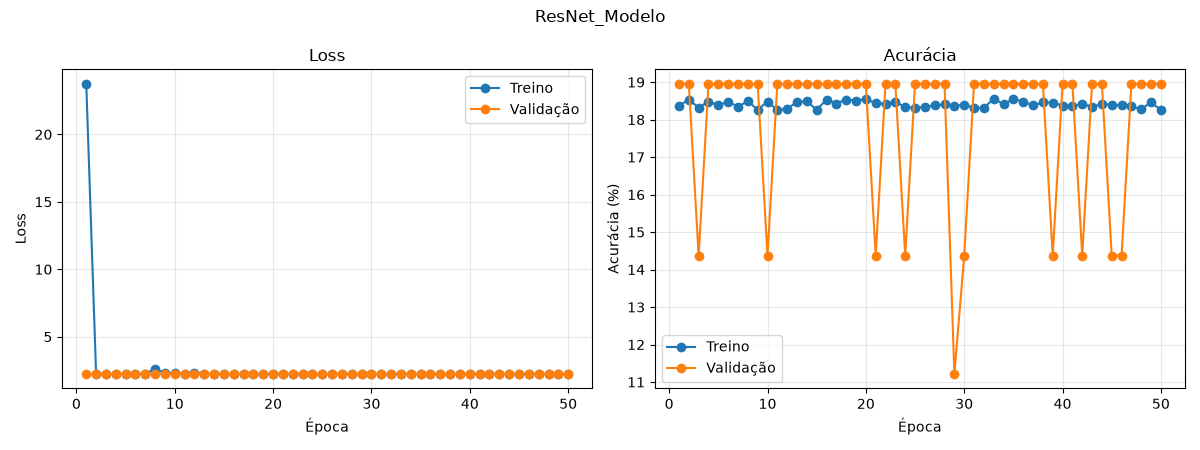 ResNet_Modelo
Loss
Treino
Validação
20
15
10
5
Loss
0
10
20
30
40
50
Época
Acurácia
19
18
17
16
15
14
13
12
11
Acurácia (%)
Treino
Validação
0
10
20
30
40
50
Época